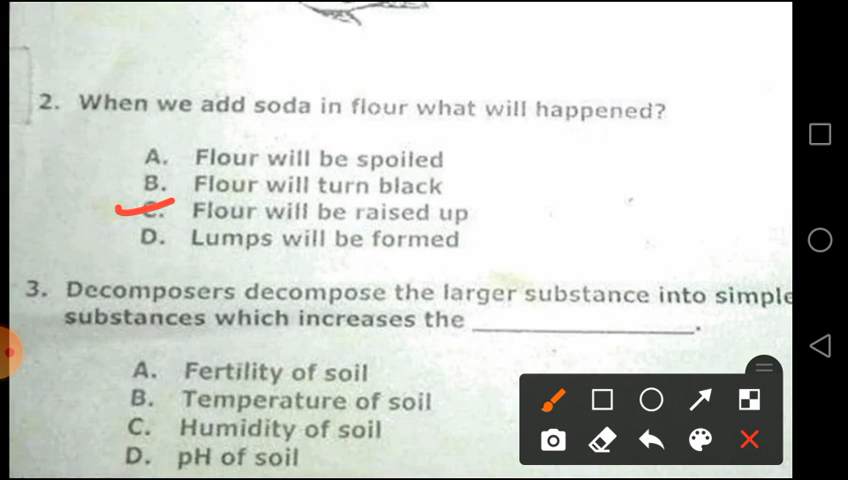 2. When we add soda in flour what will happened?
A. Flour will be spoiled
B. Flour will turn black
C. Flour will be raised up
D. Lumps will be formed
3. Decomposers decompose the larger substance into simple
substances which increases the ____________.
A. Fertility of soil
B. Temperature of soil
C. Humidity of soil
D. pH of soil